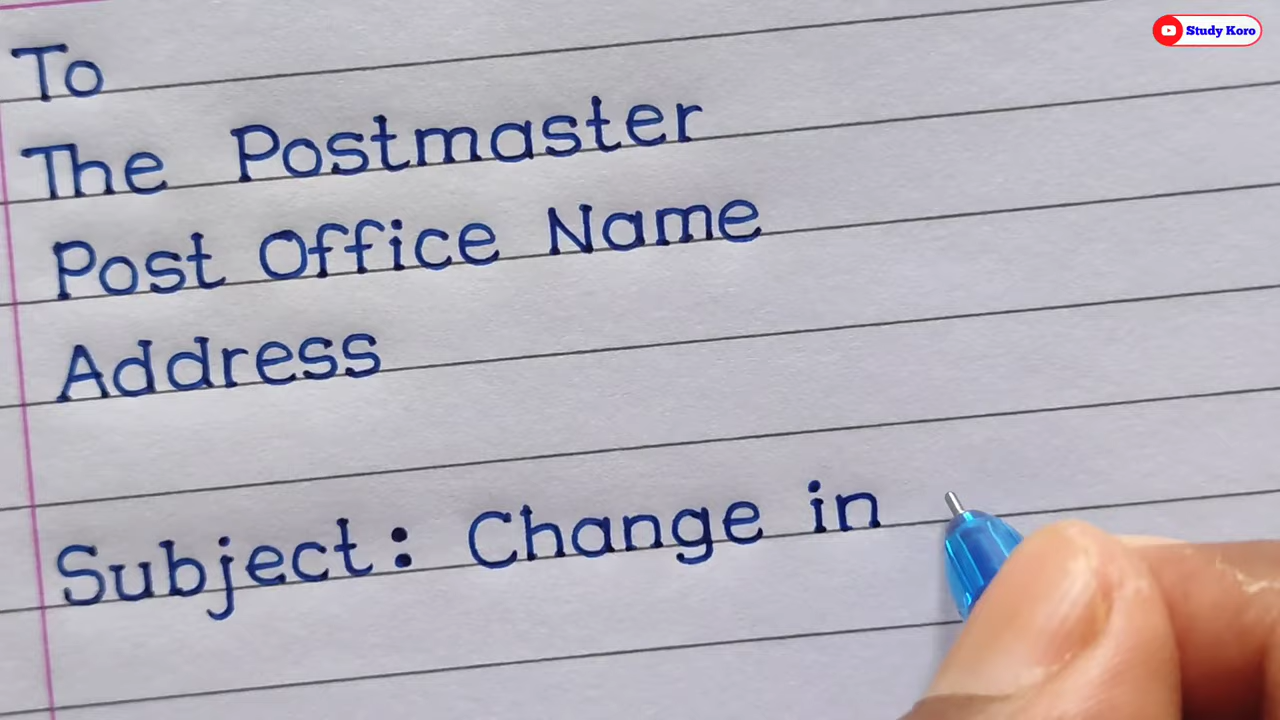 Study Koro
To
The Postmaster
Post Office Name
Address
Subject: Change in